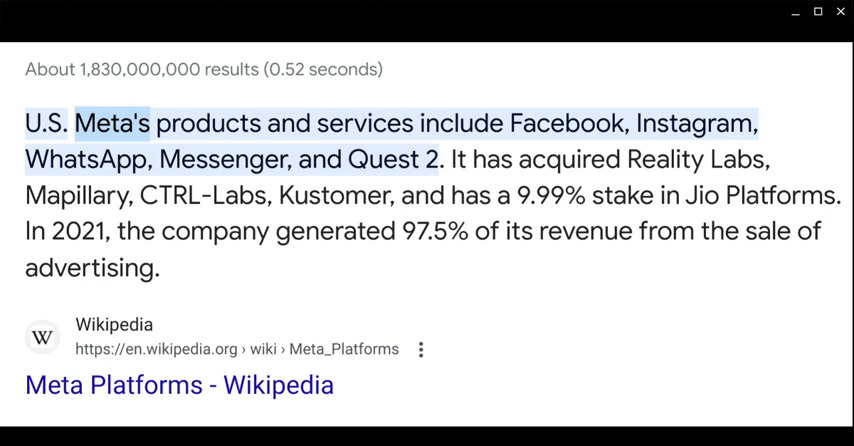 About 1,830,000,000 results (0.52 seconds)
U.S. Meta's products and services include Facebook, Instagram,
WhatsApp, Messenger, and Quest 2. It has acquired Reality Labs,
Mapillary, CTRL-Labs, Kustomer, and has a 9.99% stake in Jio Platforms.
In 2021, the company generated 97.5% of its revenue from the sale of
advertising.
W
Wikipedia
https://en.wikipedia.org › wiki › Meta_Platforms
Meta Platforms - Wikipedia